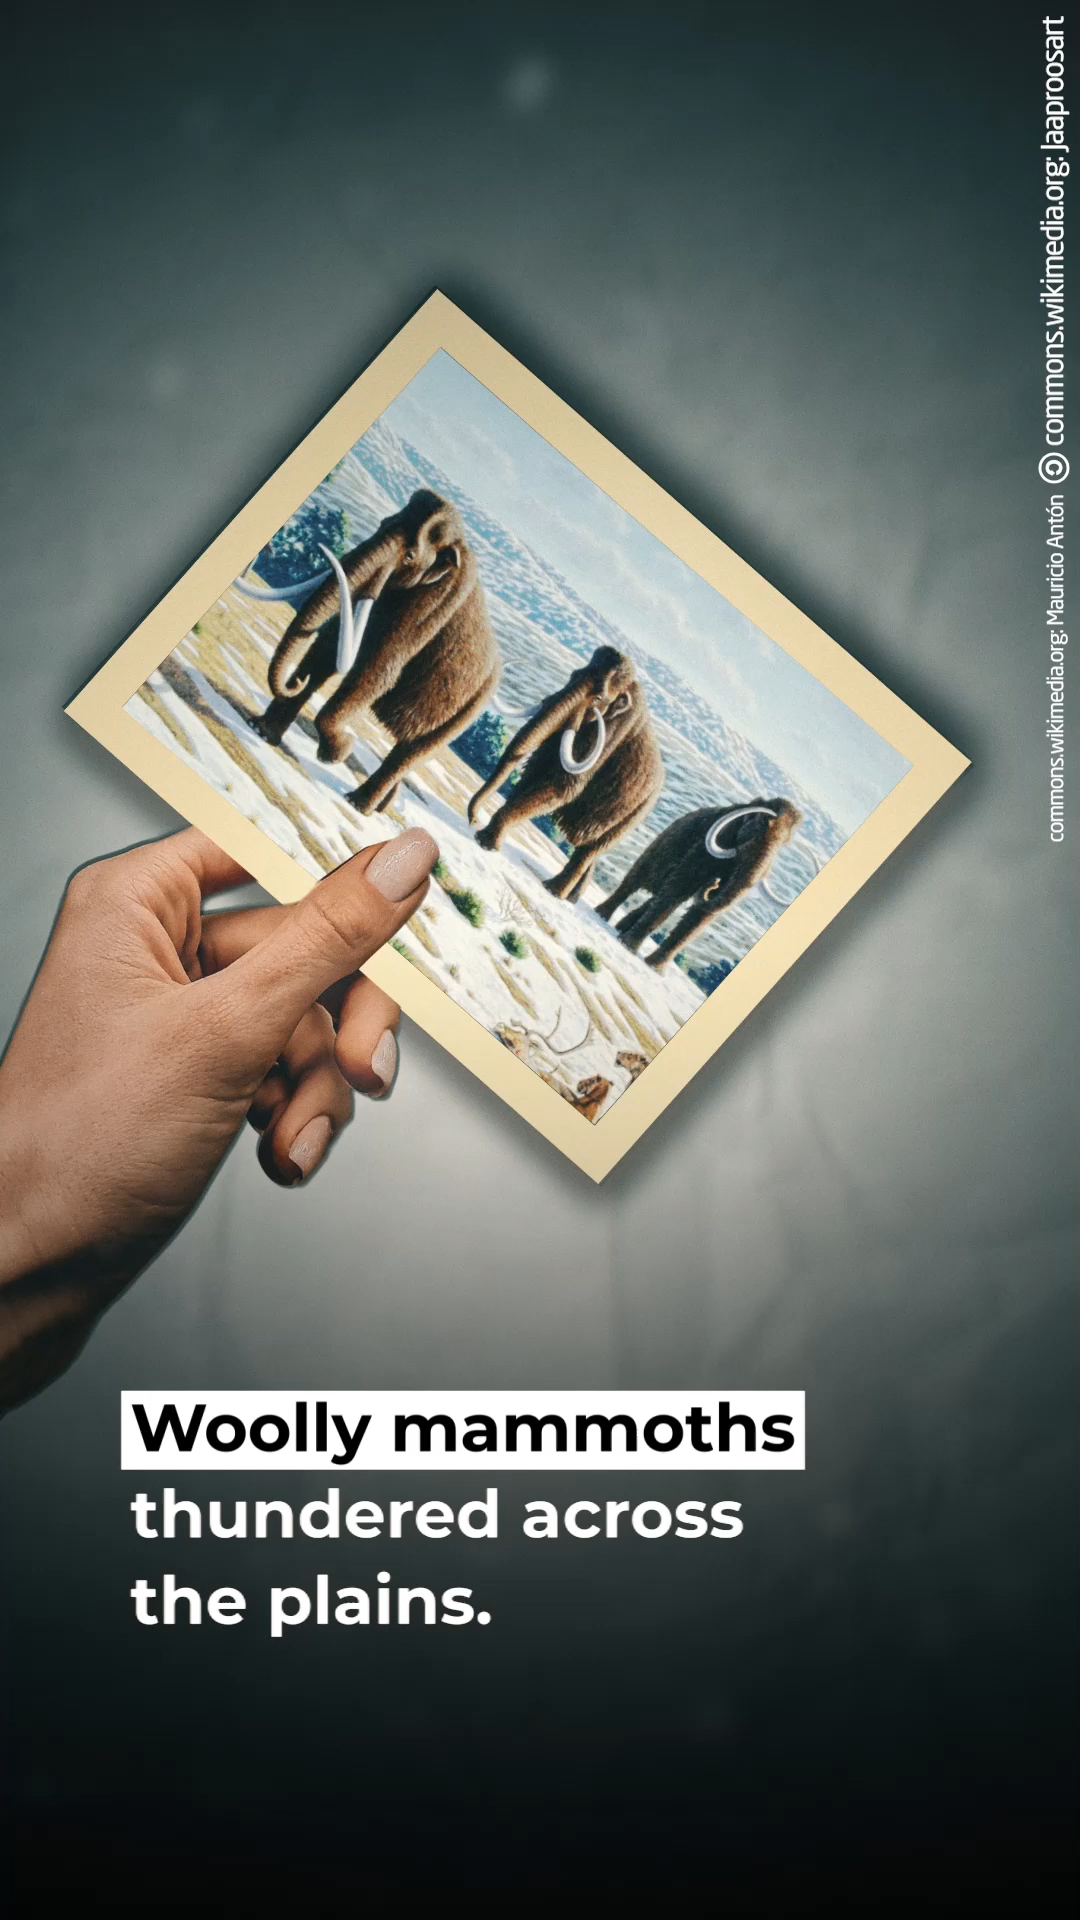 Woolly mammoths
thundered across
the plains.
commons.wikimedia.org: Mauricio Antón
commons.wikimedia.org: Jaaproosart